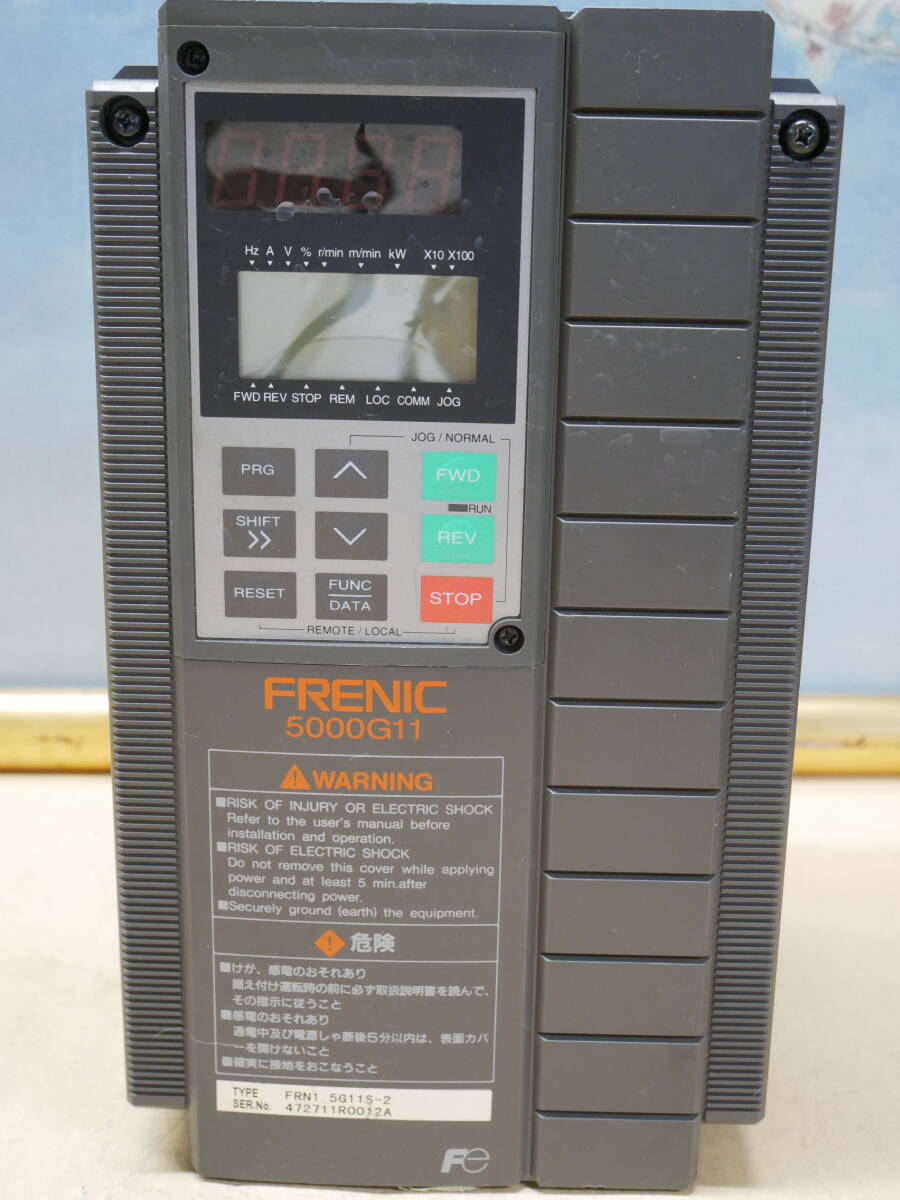 Hz A V % r/min m/min kW X10 X100
FWD REV STOP REM LOC COMM JOG
JOG / NORMAL
PRG
FWD
RUN
SHIFT
REV
RESET
FUNC
DATA
STOP
REMOTE / LOCAL
FRENIC
5000G11
WARNING
■RISK OF INJURY OR ELECTRIC SHOCK
Refer to the user's manual before
installation and operation.
■RISK OF ELECTRIC SHOCK
Do not remove this cover while applying
power and at least 5 min.after
disconnecting power.
■Securely ground (earth) the equipment.
危険
■けが、感電のおそれあり
据え付け運転時の前に必ず取扱説明書を読んで、
その指示に従うこと
■感電のおそれあり
通電中及び電源しゃ断後5分以内は、表面カバ
ーを開けないこと
■確実に接地をおこなうこと
TYPE FRN1.5G11S-2
SER.No. 472711R0012A
Fe